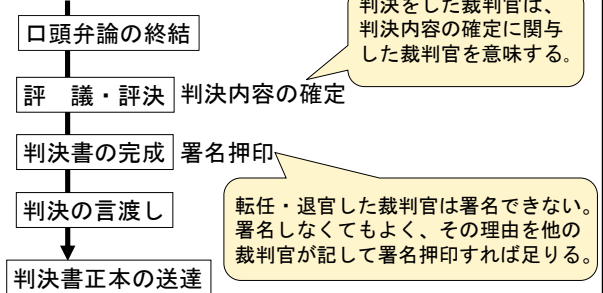 判決をした裁判官は、
判決内容の確定に関与
した裁判官を意味する。
口頭弁論の終結
評　議・評決 判決内容の確定
判決書の完成 署名押印
判決の言渡し
転任・退官した裁判官は署名できない。
署名しなくてもよく、その理由を他の
裁判官が記して署名押印すれば足りる。
判決書正本の送達